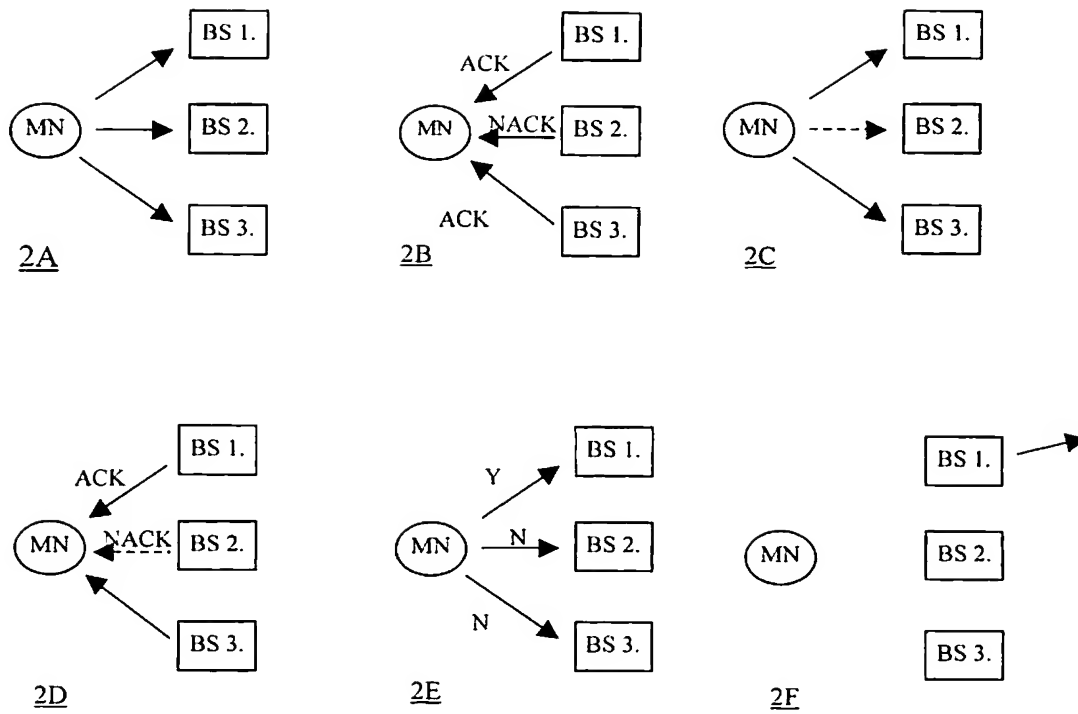 BS 1.
ACK
MN
BS 2.
BS 3.
2A
BS 1.
MN
NACK
BS 2.
ACK
BS 3.
2B
BS 1.
MN
BS 2.
BS 3.
2C
BS 1.
ACK
MN
NACK
BS 2.
BS 3.
2D
BS 1.
Y
MN
N
BS 2.
N
BS 3.
2E
BS 1.
MN
BS 2.
BS 3.
2F